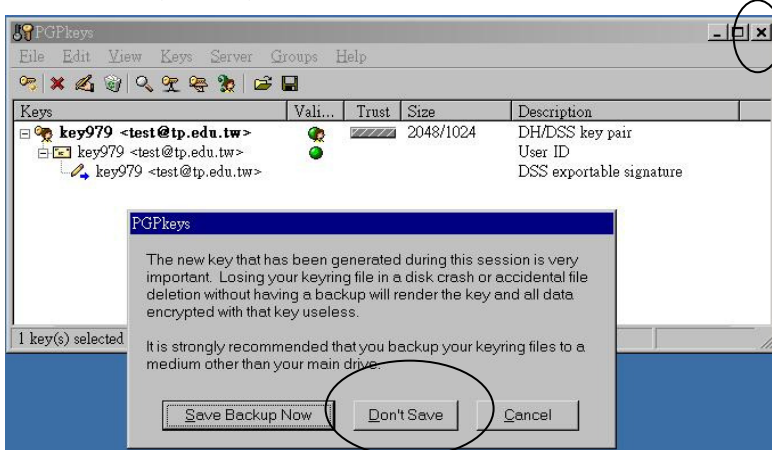 PGPkeys
File Edit View Keys Server Groups Help
Keys Vali... Trust Size Description
key979 <test@tp.edu.tw> 2048/1024 DH/DSS key pair
key979 <test@tp.edu.tw> User ID
key979 <test@tp.edu.tw> DSS exportable signature
PGPkeys
The new key that has been generated during this session is very
important. Losing your keyring file in a disk crash or accidental file
deletion without having a backup will render the key and all data
encrypted with that key useless.
It is strongly recommended that you backup your keyring files to a
medium other than your main drive.
Save Backup Now Don't Save Cancel
1 key(s) selected